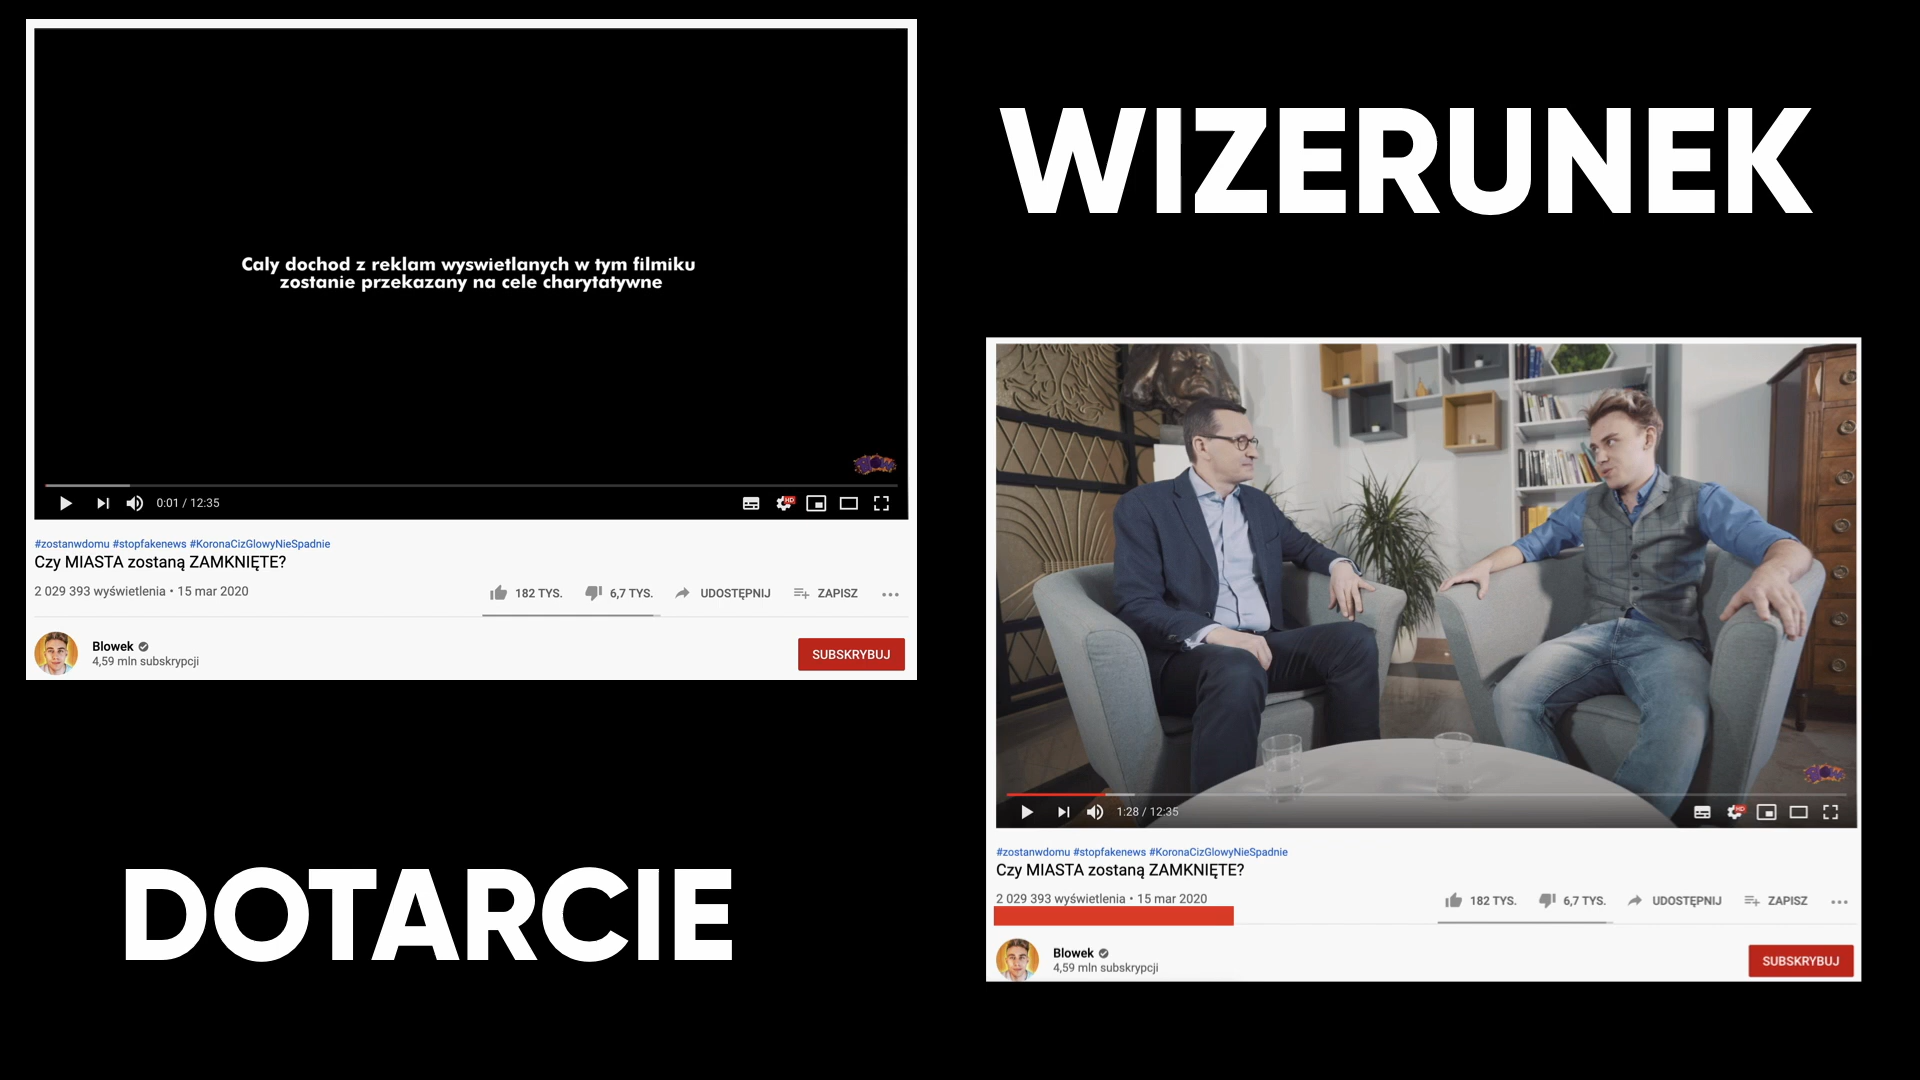 Caly dochod z reklam wyswietlanych w tym filmiku
zostanie przekazany na cele charytatywne
0:01 / 12:35
HD
#zostanwdomu #stopfakenews #KoronaCizGlowyNieSpadnie
Czy MIASTA zostaną ZAMKNIĘTE?
2 029 393 wyświetlenia • 15 mar 2020
182 TYS. 6,7 TYS. UDOSTĘPNIJ ZAPISZ
Blowek
4,59 mln subskrypcji
SUBSKRYBUJ
DOTARCIE
WIZERUNEK
1:28 / 12:35
HD
#zostanwdomu #stopfakenews #KoronaCizGlowyNieSpadnie
Czy MIASTA zostaną ZAMKNIĘTE?
2 029 393 wyświetlenia • 15 mar 2020
182 TYS. 6,7 TYS. UDOSTĘPNIJ ZAPISZ
Blowek
4,59 mln subskrypcji
SUBSKRYBUJ